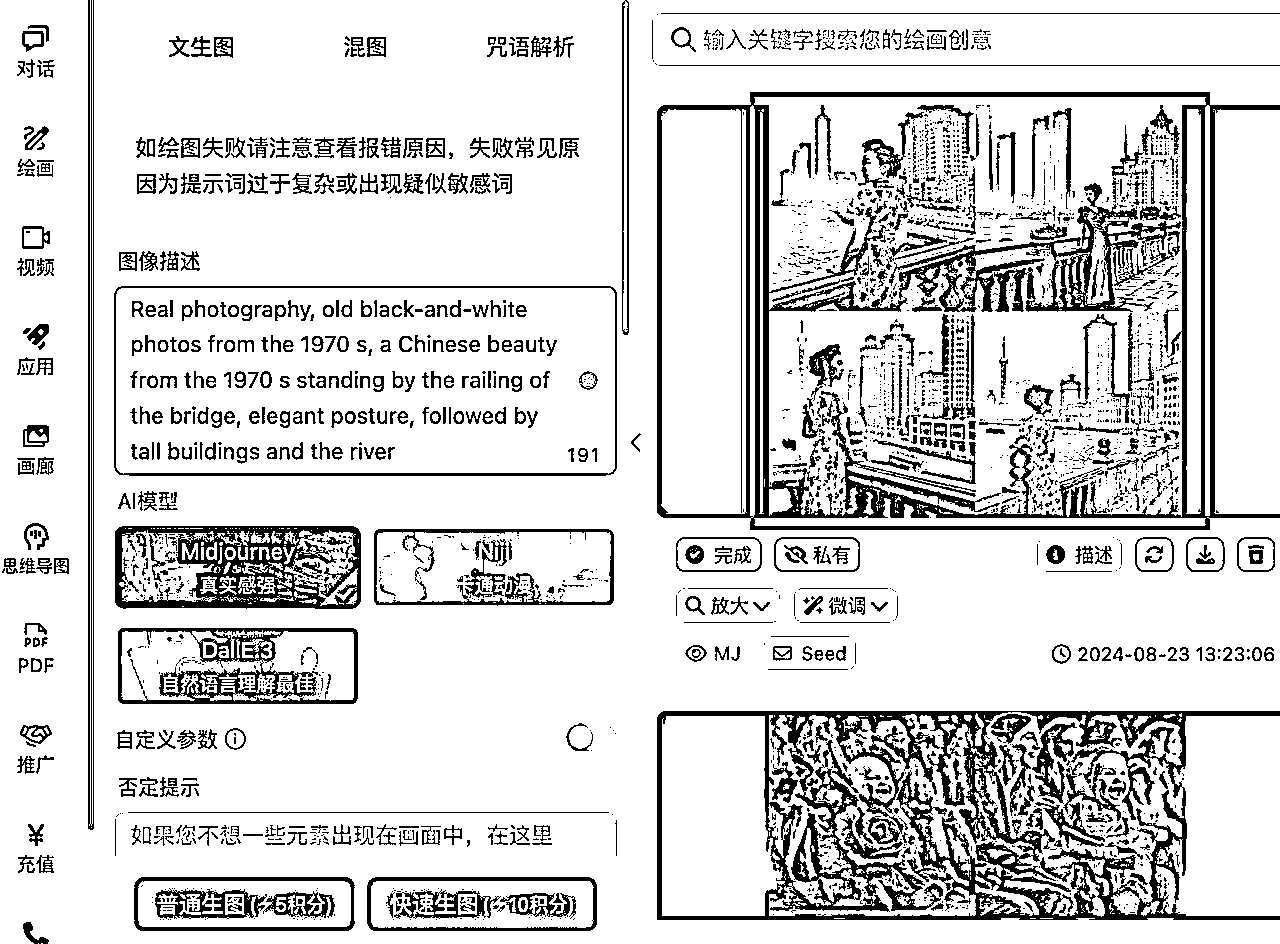 对话
绘画
视频
应用
画廊
思维导图
PDF
PDF
推广
充值
文生图
混图
咒语解析
如绘图失败请注意查看报错原因，失败常见原
因为提示词过于复杂或出现疑似敏感词
图像描述
Real photography, old black-and-white
photos from the 1970 s, a Chinese beauty
from the 1970 s standing by the railing of
the bridge, elegant posture, followed by
tall buildings and the river
191
AI模型
Midjourney
真实感强
Niji
卡通动漫
DallE 3
自然语言理解最佳
自定义参数
否定提示
如果您不想一些元素出现在画面中，在这里
普通生图(⚡5积分)
快速生图(⚡10积分)
输入关键字搜索您的绘画创意
完成
私有
描述
放大
微调
MJ
Seed
2024-08-23 13:23:06